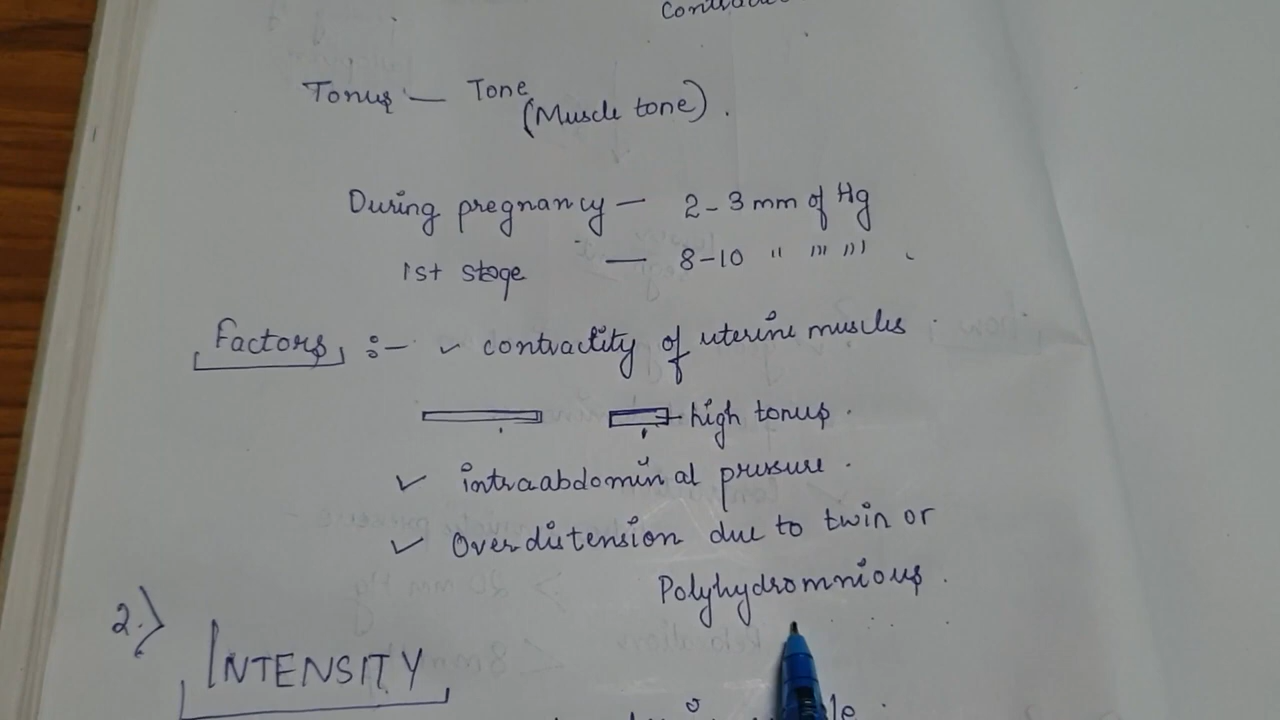 Tonus — Tone
(Muscle tone).
During pregnancy — 2-3 mm of Hg
1st stage — 8-10 " "' "'
Factors :- ✓ contractity of uterine muscles
high tonus.
✓ intraabdominal pressure.
✓ Overdistension due to twin or
Polyhydromnious.
2.) INTENSITY